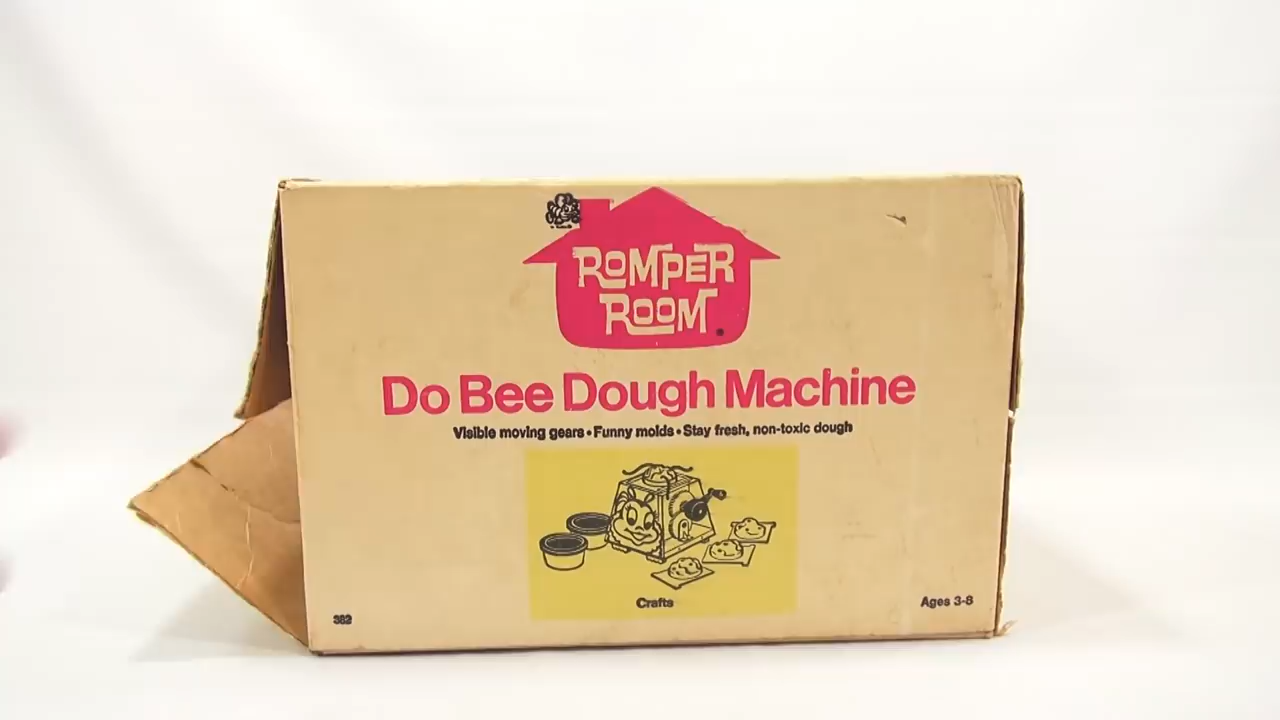 ROMPER
ROOM
Do Bee Dough Machine
Visible moving gears • Funny molds • Stay fresh, non-toxic dough
Crafts
382
Ages 3-8